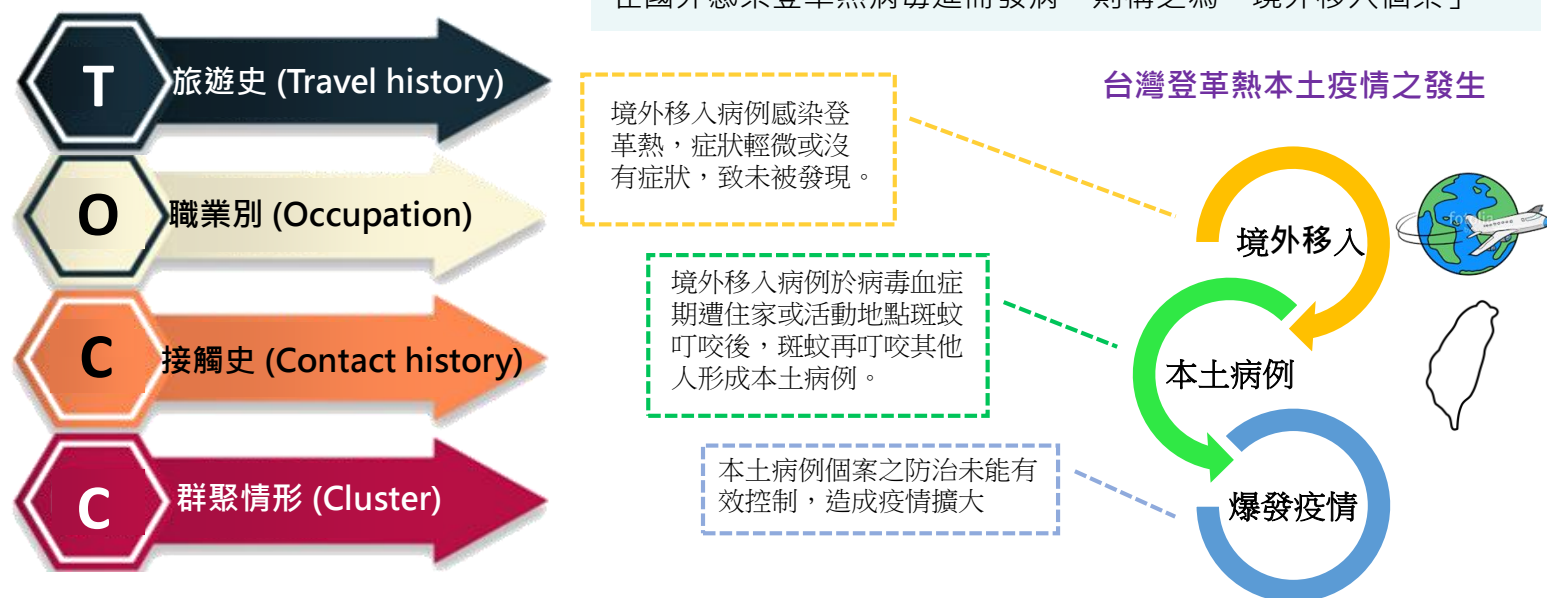 T
旅遊史 (Travel history)
O
職業別 (Occupation)
C
接觸史 (Contact history)
C
群聚情形 (Cluster)
台灣登革熱本土疫情之發生
境外移入病例感染登
革熱，症狀輕微或沒
有症狀，致未被發現。
境外移入
境外移入病例於病毒血症
期遭住家或活動地點斑蚊
叮咬後，斑蚊再叮咬其他
人形成本土病例。
本土病例
本土病例個案之防治未能有
效控制，造成疫情擴大
爆發疫情